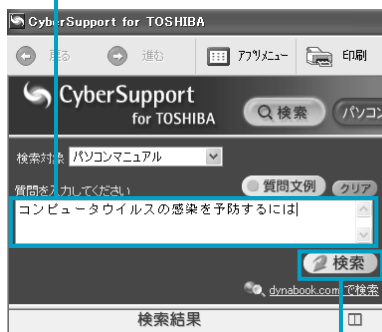 CyberSupport for TOSHIBA
戻る 進む アプリメニュー 印刷
CyberSupport
for TOSHIBA
検索 パソコン
検索対象 パソコンマニュアル
質問を入力してください 質問文例 クリア
コンピュータウイルスの感染を予防するには
検索
dynabook.com で検索
検索結果